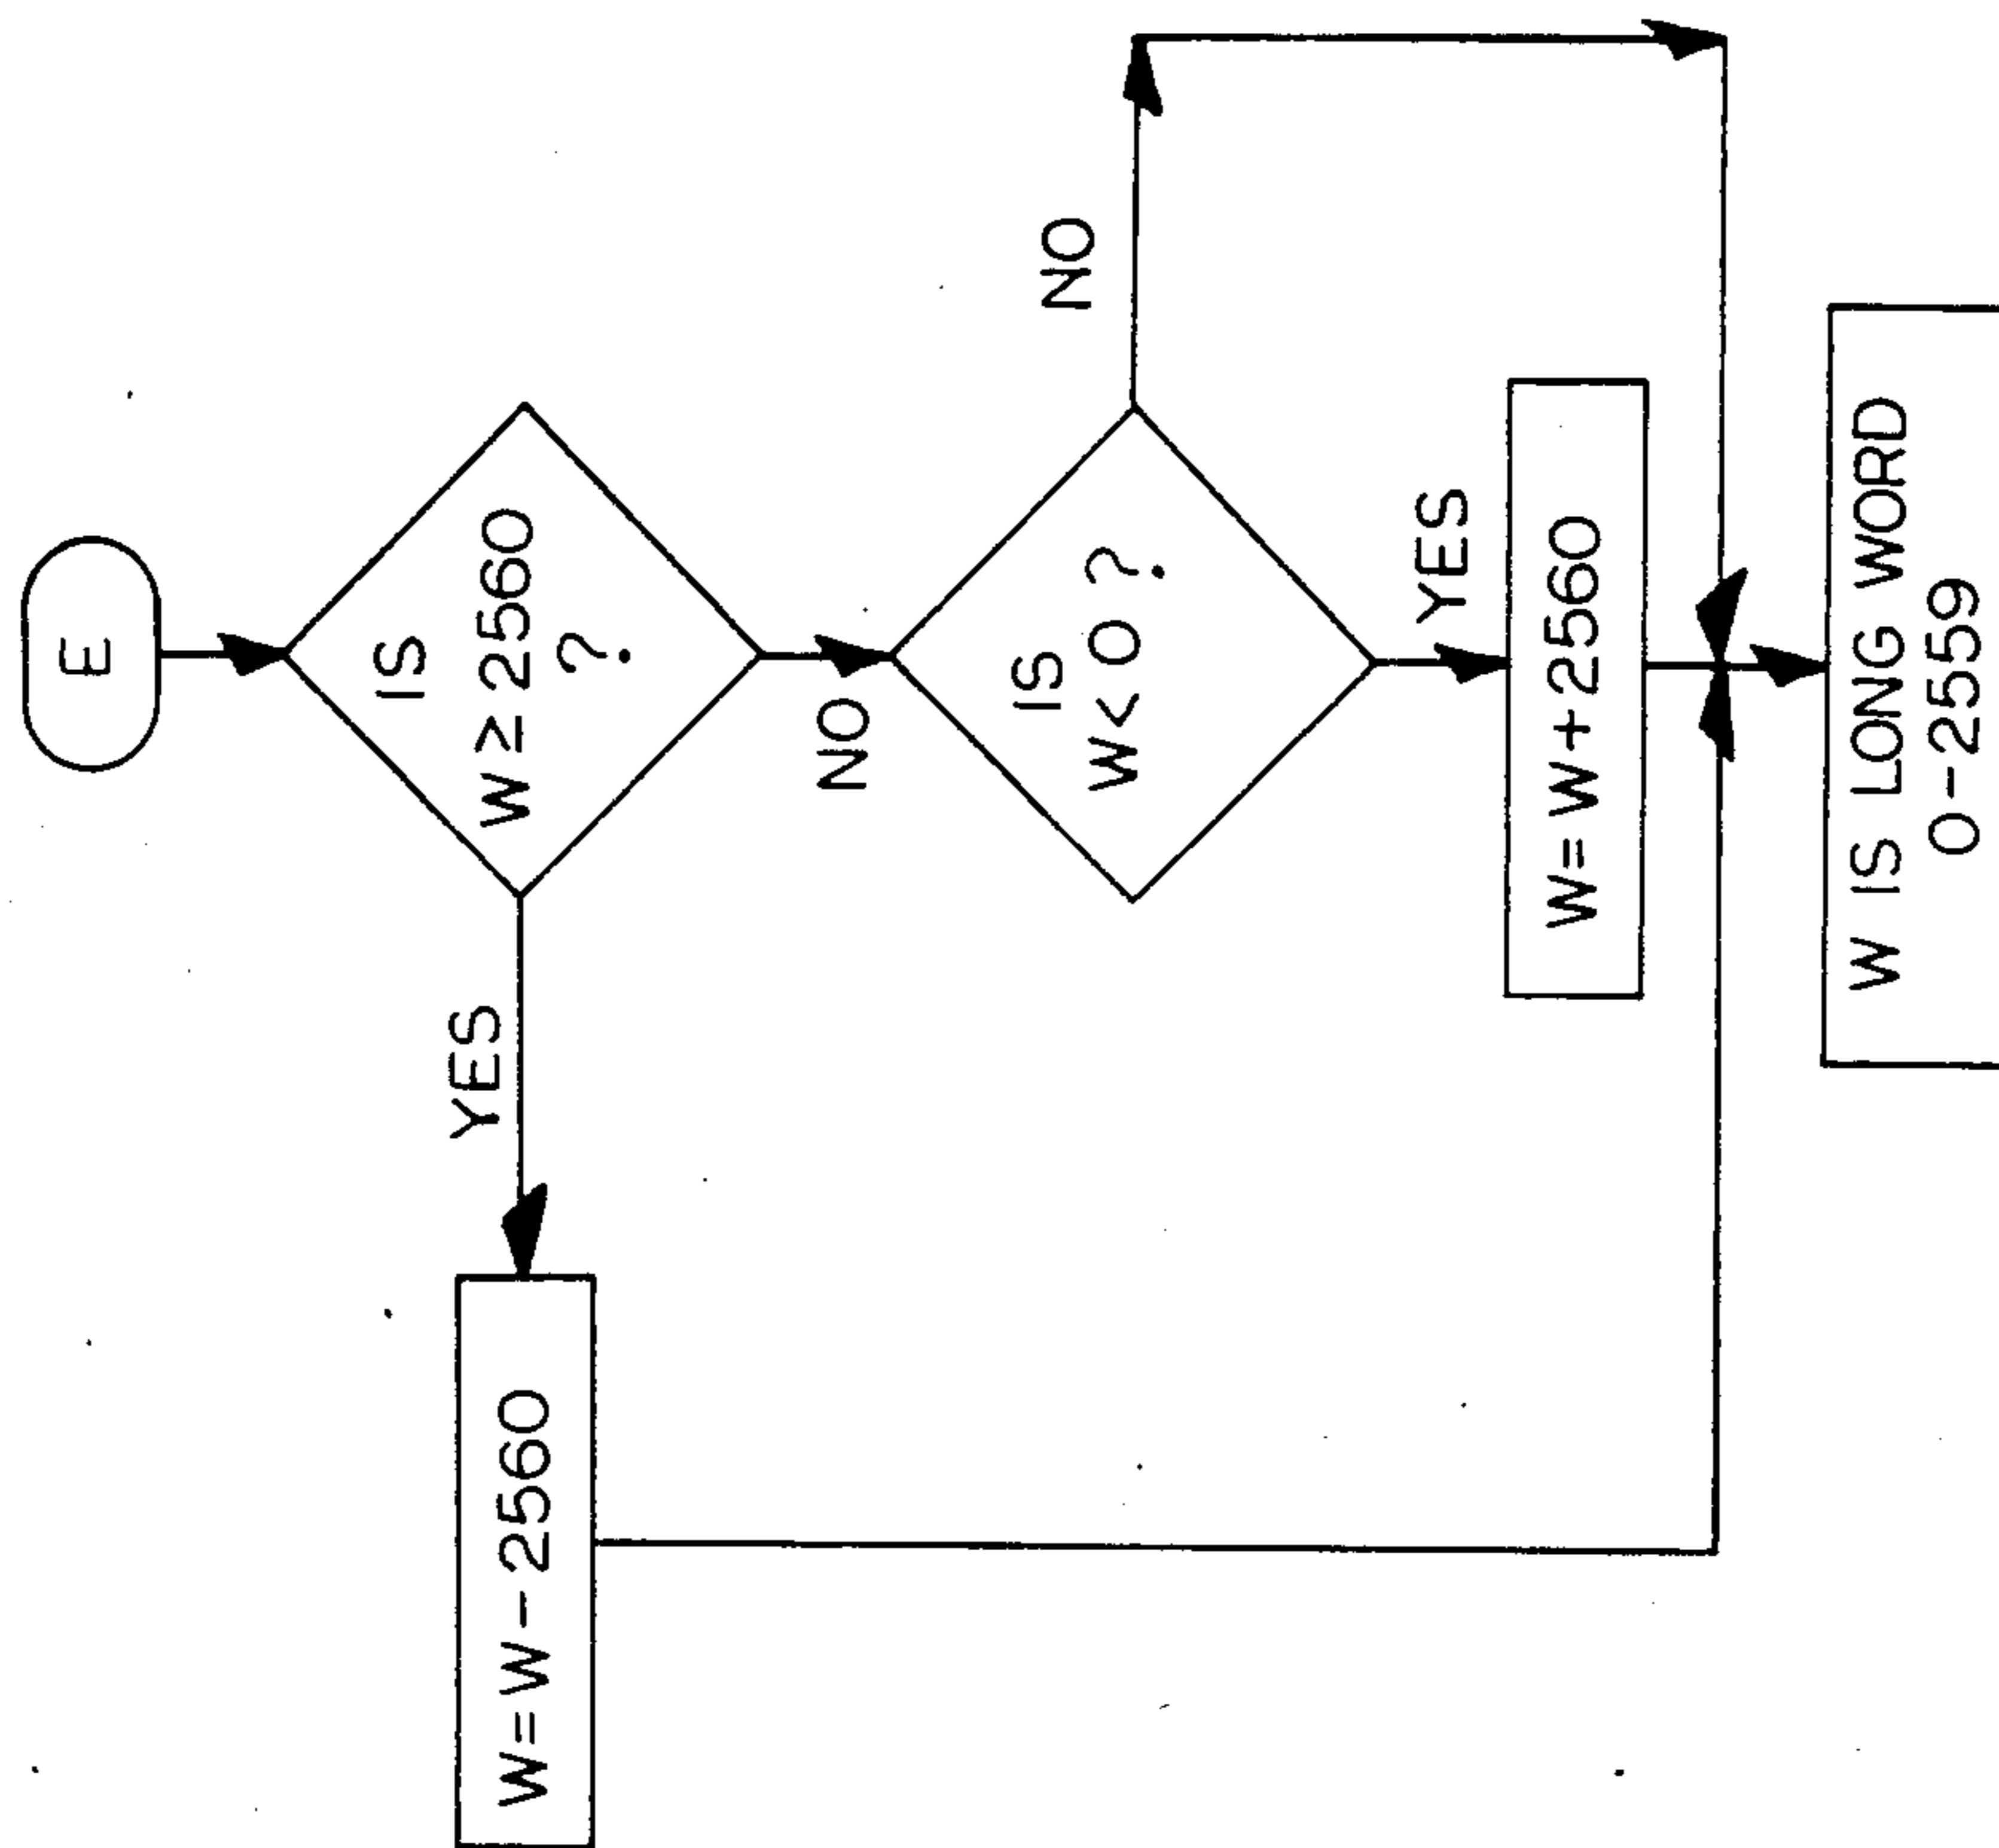 E
IS
W ≥ 2560
?
YES
W = W - 2560
NO
IS
W < 0 ?
NO
YES
W = W + 2560
W IS LONG WORD
0 - 2559